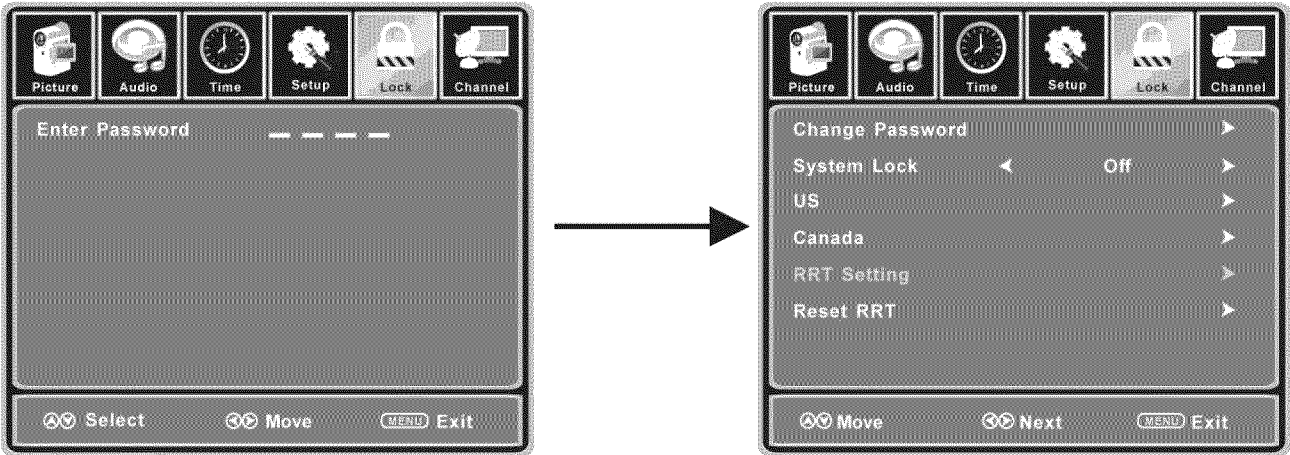 Picture Audio Time Setup Lock Channel
Enter Password _ _ _ _
Select Move MENU Exit
Picture Audio Time Setup Lock Channel
Change Password
System Lock Off
US
Canada
RRT Setting
Reset RRT
Move Next MENU Exit